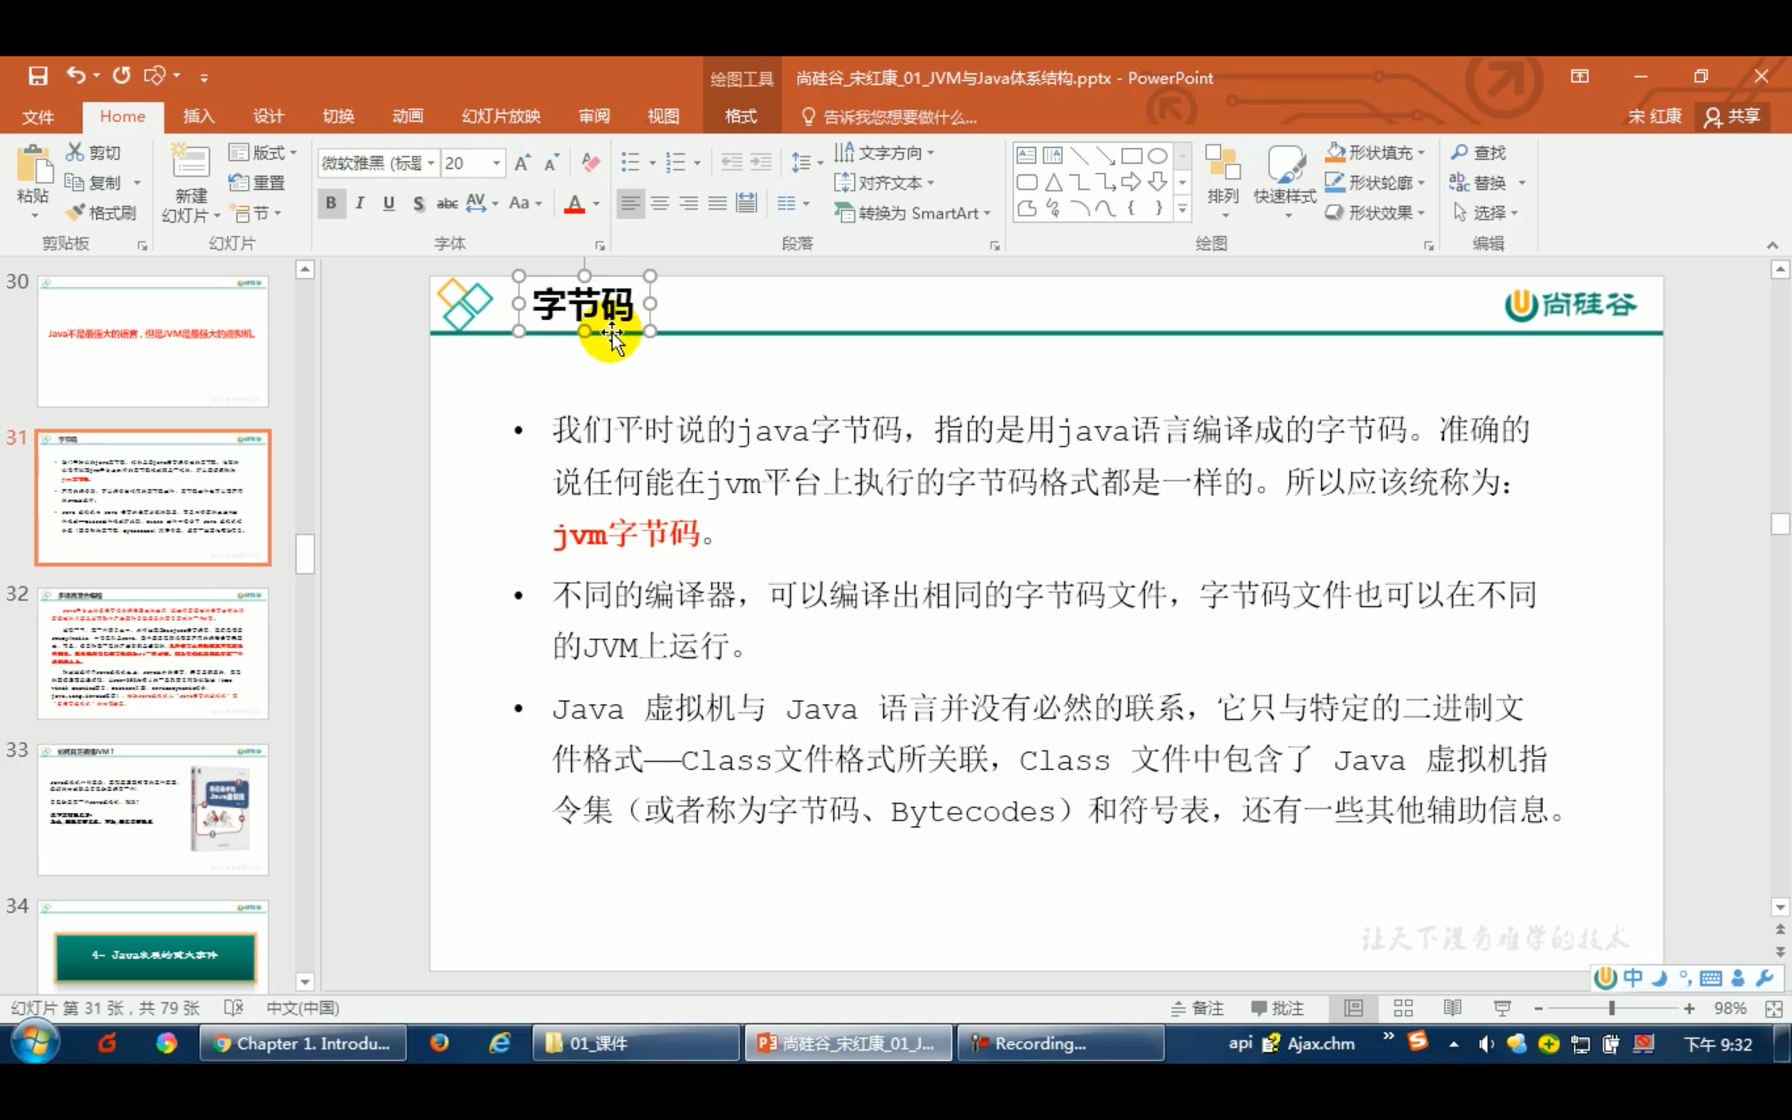 绘图工具
尚硅谷_宋红康_01_JVM与Java体系结构.pptx - PowerPoint
文件 Home 插入 设计 切换 动画 幻灯片放映 审阅 视图 格式 告诉我您想要做什么... 宋 红康 共享
粘贴
剪切
复制
格式刷
剪贴板
新建
幻灯片
版式
重置
节
幻灯片
微软雅黑 (标题 20
B I U S abc AV Aa A
字体
文字方向
对齐文本
转换为 SmartArt
段落
排列
快速样式
形状填充
形状轮廓
形状效果
绘图
查找
替换
选择
编辑
30
Java不是最强大的语言，但是JVM是最强大的虚拟机。
31
字节码
32
多语言混合编程
33
如何真正搞懂JVM？
34
4- Java发展的重大事件
字节码
尚硅谷
• 我们平时说的java字节码，指的是用java语言编译成的字节码。准确的
说任何能在jvm平台上执行的字节码格式都是一样的。所以应该统称为：
jvm字节码。
• 不同的编译器，可以编译出相同的字节码文件，字节码文件也可以在不同
的JVM上运行。
• Java 虚拟机与 Java 语言并没有必然的联系，它只与特定的二进制文
件格式—Class文件格式所关联，Class 文件中包含了 Java 虚拟机指
令集（或者称为字节码、Bytecodes）和符号表，还有一些其他辅助信息。
让天下没有难学的技术
中
幻灯片 第 31 张，共 79 张 中文(中国) 备注 批注 98%
Chapter 1. Introdu... 01_课件 尚硅谷_宋红康_01_J... Recording... api Ajax.chm 下午 9:32